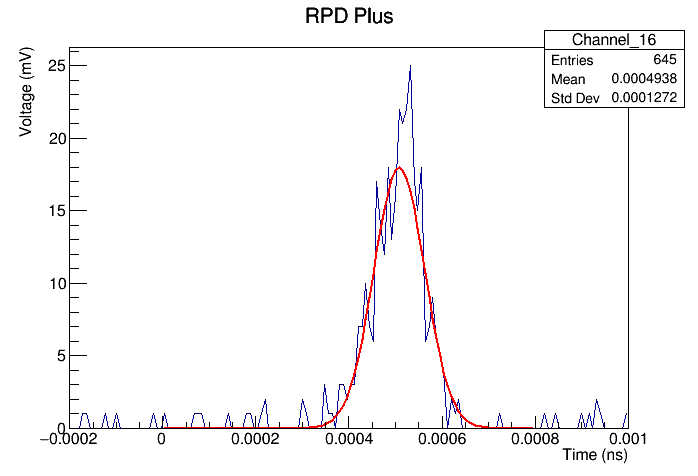 RPD Plus
Channel_16
Entries 645
Mean 0.0004938
Std Dev 0.0001272
Voltage (mV)
25
20
15
10
5
0
−0.0002 0 0.0002 0.0004 0.0006 0.0008 0.001
Time (ns)